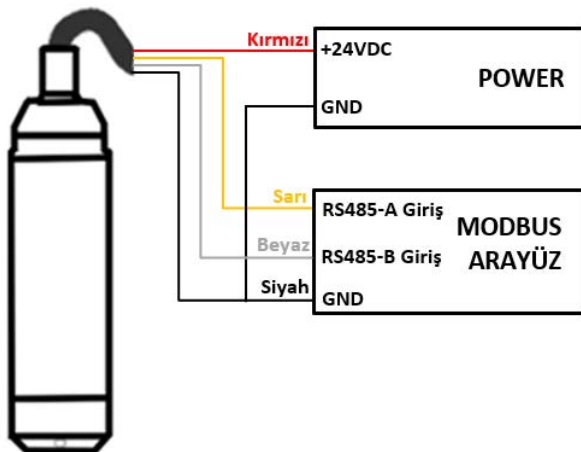 Kırmızı
+24VDC
POWER
GND
Sarı
RS485-A Giriş
MODBUS
ARAYÜZ
Beyaz
RS485-B Giriş
Siyah
GND